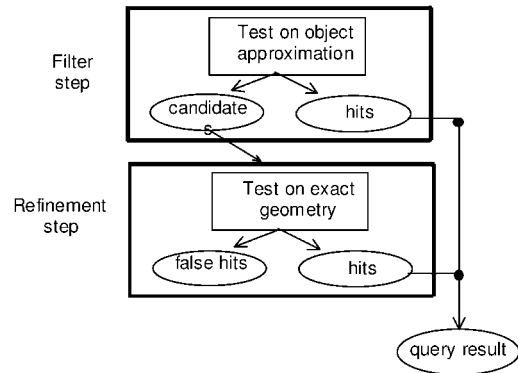 Filter
step
Test on object
approximation
candidate
s
hits
Refinement
step
Test on exact
geometry
false hits
hits
query result